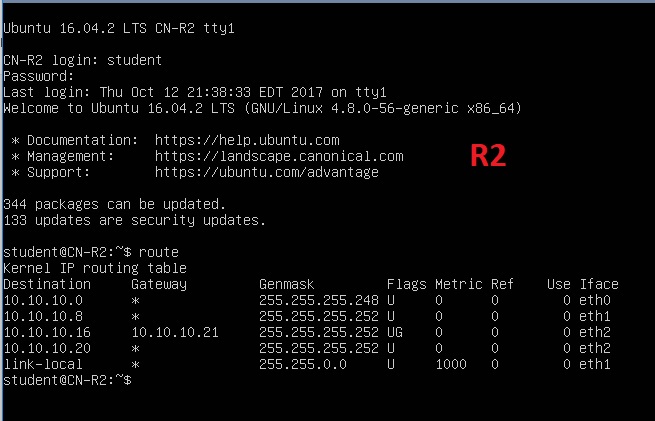 Ubuntu 16.04.2 LTS CN-R2 tty1
CN-R2 login: student
Password:
Last login: Thu Oct 12 21:38:33 EDT 2017 on tty1
Welcome to Ubuntu 16.04.2 LTS (GNU/Linux 4.8.0-56-generic x86_64)
* Documentation:  https://help.ubuntu.com
* Management:     https://landscape.canonical.com
* Support:        https://ubuntu.com/advantage
R2
344 packages can be updated.
133 updates are security updates.
student@CN-R2:~$ route
Kernel IP routing table
Destination     Gateway         Genmask         Flags Metric Ref    Use Iface
10.10.10.0      *               255.255.255.248 U     0      0        0 eth0
10.10.10.8      *               255.255.255.252 U     0      0        0 eth1
10.10.10.16     10.10.10.21     255.255.255.252 UG    0      0        0 eth2
10.10.10.20     *               255.255.255.252 U     0      0        0 eth2
link-local      *               255.255.0.0     U     1000   0        0 eth1
student@CN-R2:~$